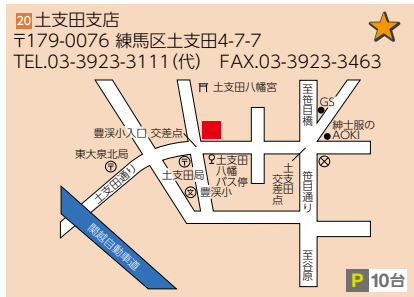 20 土支田支店
〒179-0076 練馬区土支田4-7-7
TEL.03-3923-3111(代) FAX.03-3923-3463
土支田八幡宮
至笹目橋
GS
紳士服の
AOKI
豊渓小入口 交差点
東大泉北局
土支田通り
土支田局
土支田
八幡
バス停
豊渓小
土支田
交差点
笹目通り
関越自動車道
至谷原
P 10台